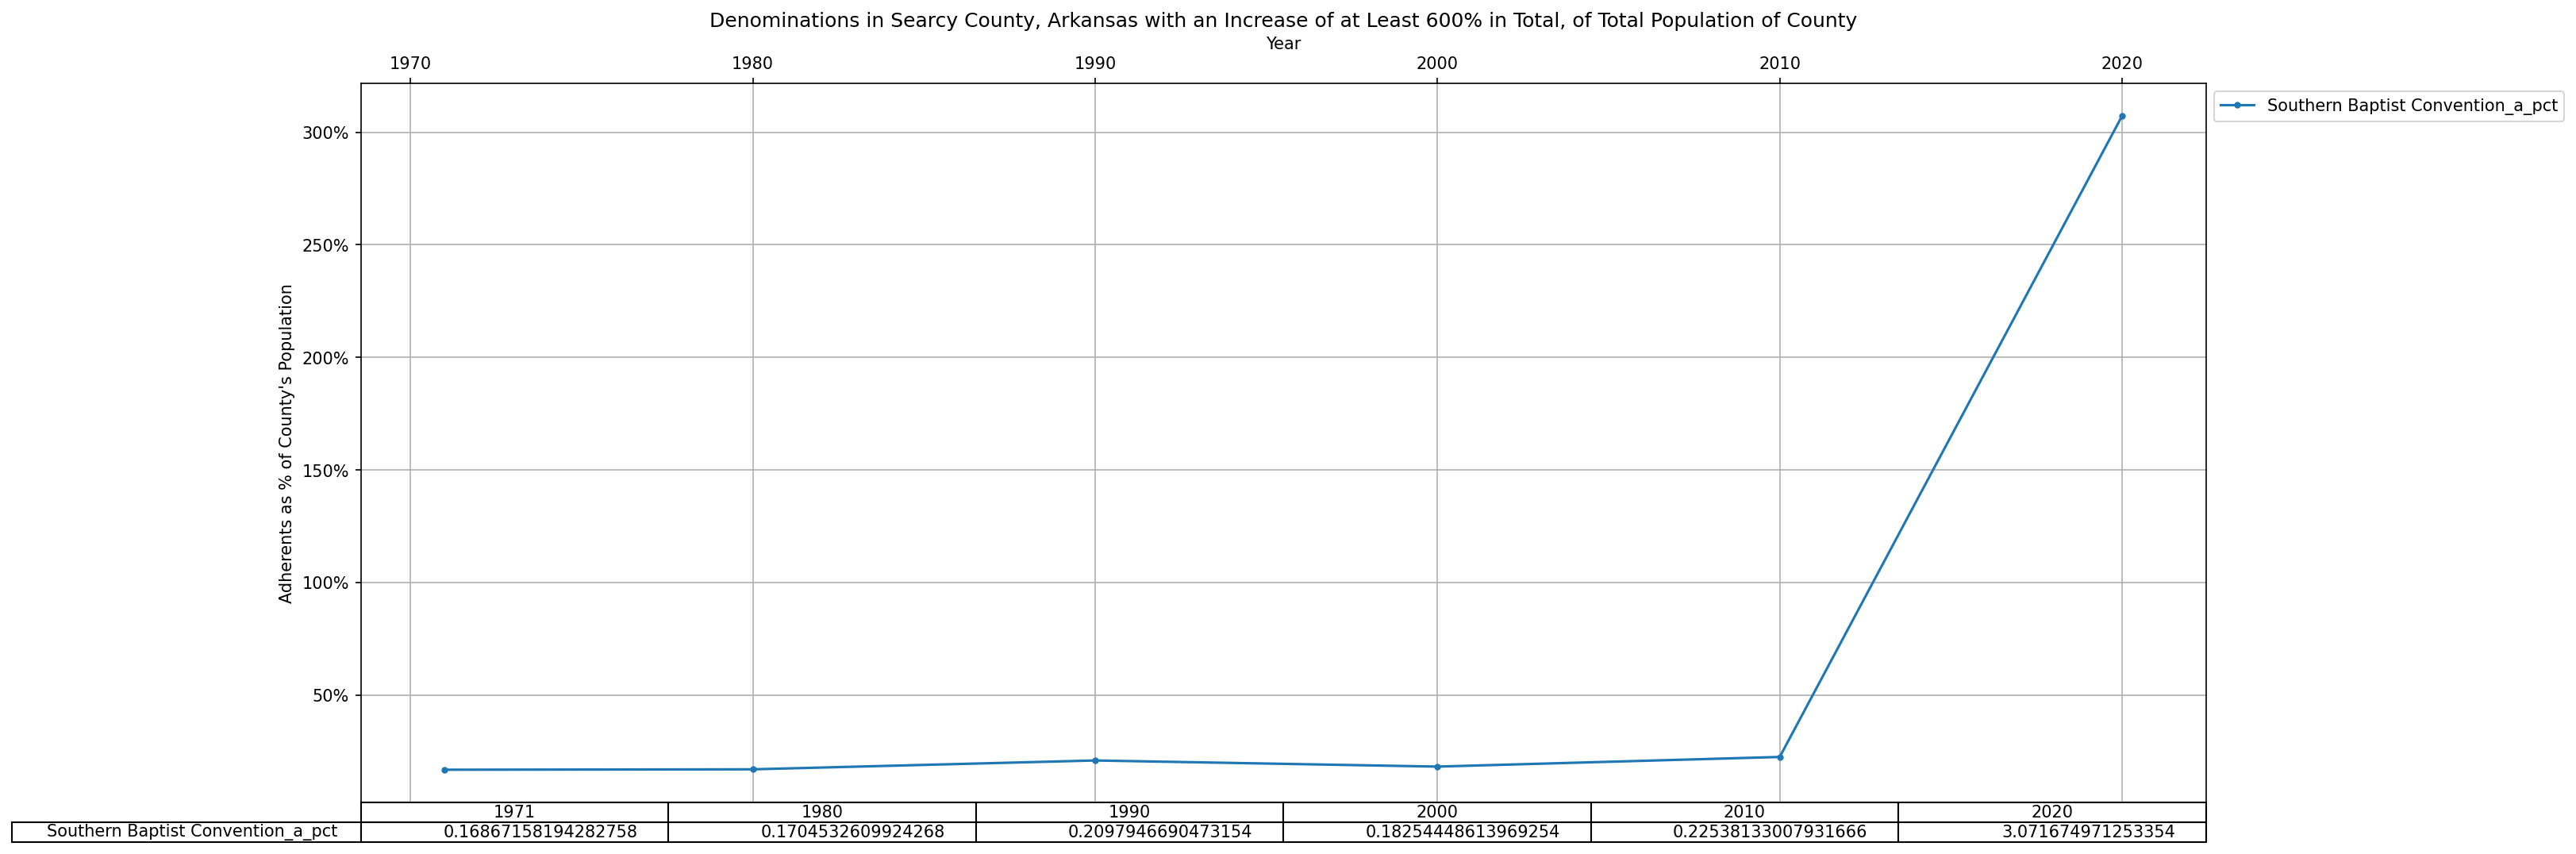 Denominations in Searcy County, Arkansas with an Increase of at Least 600% in Total, of Total Population of County
Year
1970 1980 1990 2000 2010 2020
Southern Baptist Convention_a_pct
Adherents as % of County's Population
300%
250%
200%
150%
100%
50%
1971 1980 1990 2000 2010 2020
Southern Baptist Convention_a_pct 0.16867158194282758 0.1704532609924268 0.2097946690473154 0.18254448613969254 0.22538133007931666 3.071674971253354